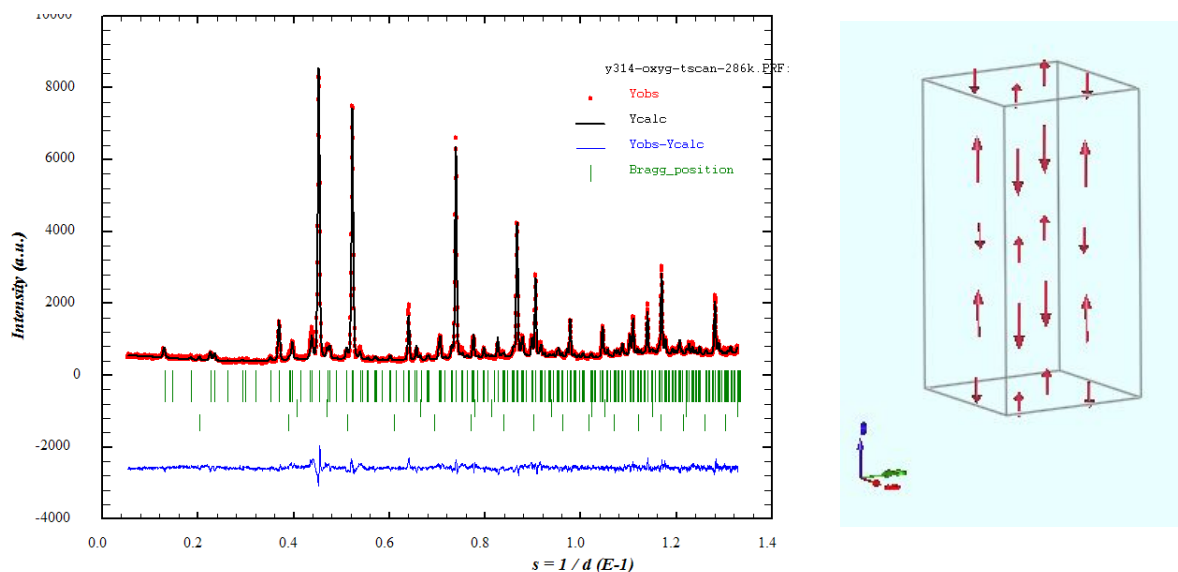 10000
8000
6000
4000
2000
0
-2000
-4000
Intensity (a.u.)
y314-oxyg-tscan-286k.PRF:
Yobs
Ycalc
Yobs-Ycalc
Bragg_position
0.0 0.2 0.4 0.6 0.8 1.0 1.2 1.4
s = 1 / d (E-1)